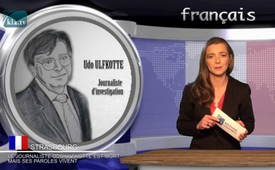 kla.tv
français
Udo ULFKOTTE
Journaliste
d'investigation
STRASBOURG
LE JOURNALISTE UDO ULFKOTTE EST MORT -
MAIS SES PAROLES VIVENT